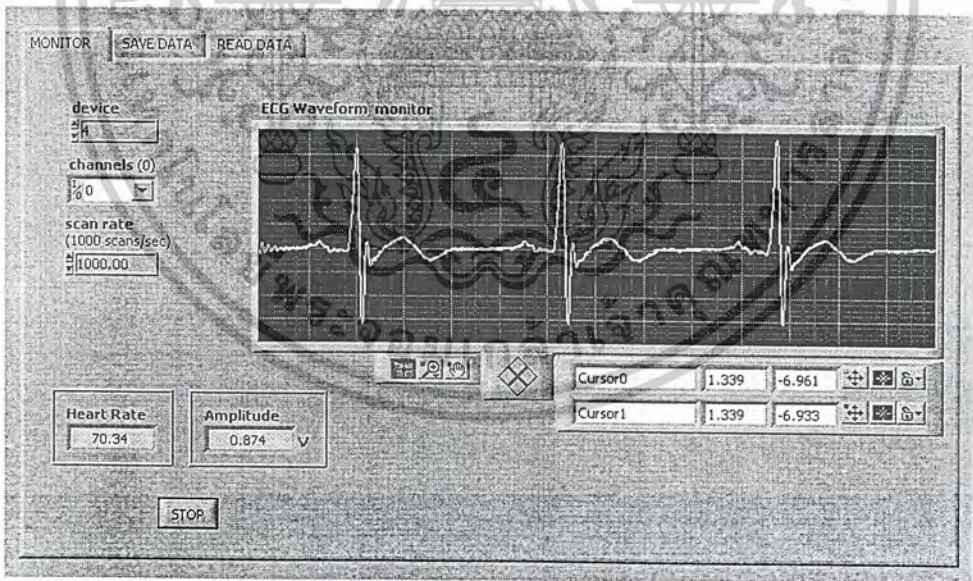 MONITOR
SAVE DATA
READ DATA
device
4
channels (0)
0
scan rate
(1000 scans/sec)
1000.00
ECG Waveform monitor
Cursor0 1.339 -6.961
Cursor1 1.339 -6.933
Heart Rate
70.34
Amplitude
0.874 V
STOP